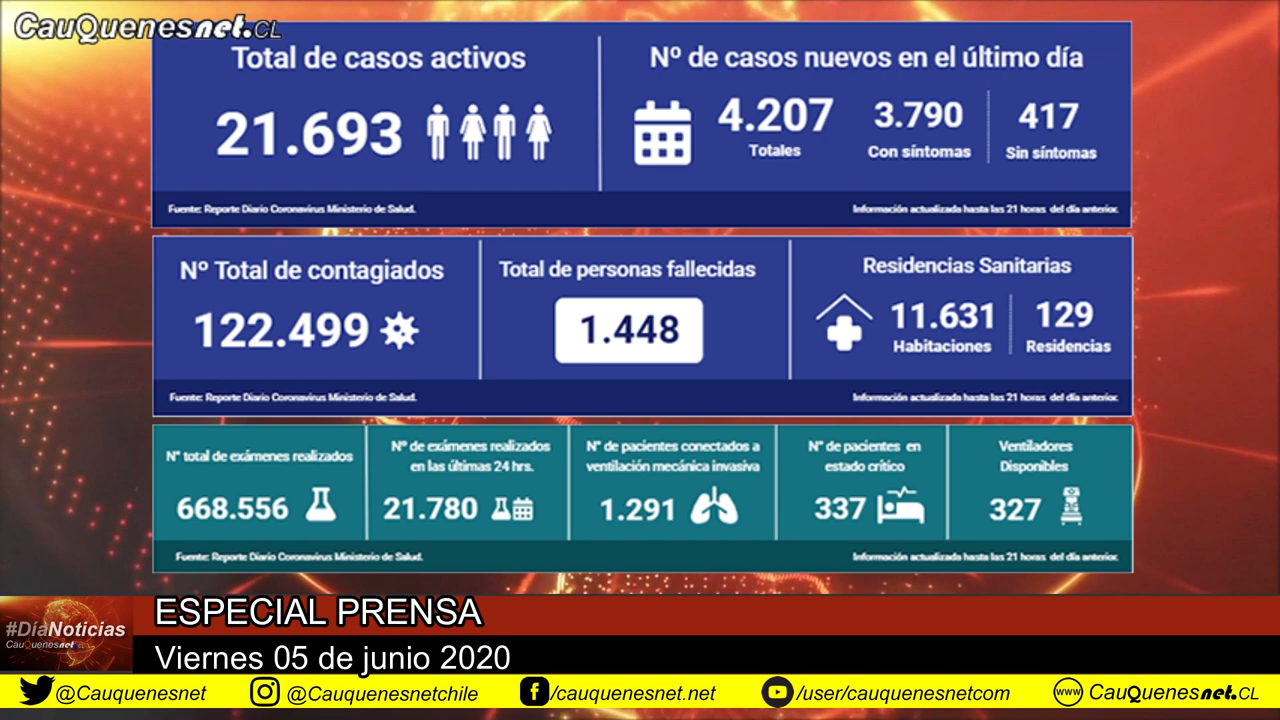 CauQuenesnet.CL
Total de casos activos
21.693
Nº de casos nuevos en el último día
4.207
Totales
3.790
Con síntomas
417
Sin síntomas
Fuente: Reporte Diario Coronavirus Ministerio de Salud.
Información actualizada hasta las 21 horas del día anterior.
Nº Total de contagiados
122.499
Total de personas fallecidas
1.448
Residencias Sanitarias
11.631
Habitaciones
129
Residencias
Fuente: Reporte Diario Coronavirus Ministerio de Salud.
Información actualizada hasta las 21 horas del día anterior.
N° total de exámenes realizados
668.556
Nº de exámenes realizados
en las últimas 24 hrs.
21.780
N° de pacientes conectados a
ventilación mecánica invasiva
1.291
N° de pacientes en
estado crítico
337
Ventiladores
Disponibles
327
Fuente: Reporte Diario Coronavirus Ministerio de Salud.
Información actualizada hasta las 21 horas del día anterior.
#DíaNoticias
CauQuenesnet.CL
ESPECIAL PRENSA
Viernes 05 de junio 2020
@Cauquenesnet
@Cauquenesnetchile
/cauquenesnet.net
/user/cauquenesnetcom
www
CauQuenesnet.CL